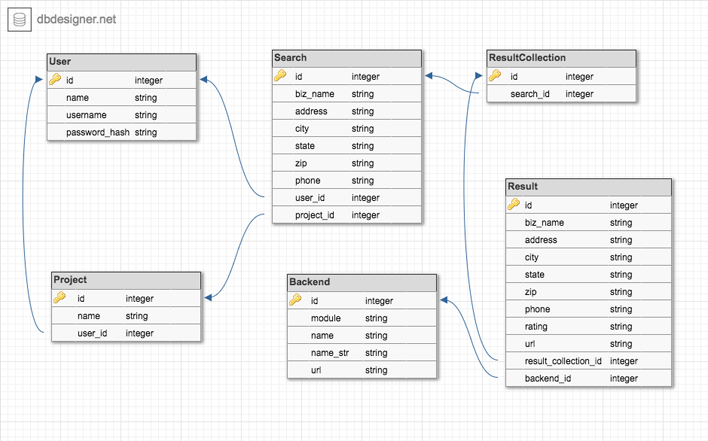 dbdesigner.net
User
id integer
name string
username string
password_hash string
Search
id integer
biz_name string
address string
city string
state string
zip string
phone string
user_id integer
project_id integer
ResultCollection
id integer
search_id integer
Result
id integer
biz_name string
address string
city string
state string
zip string
phone string
rating string
url string
result_collection_id integer
backend_id integer
Project
id integer
name string
user_id integer
Backend
id integer
module string
name string
name_str string
url string